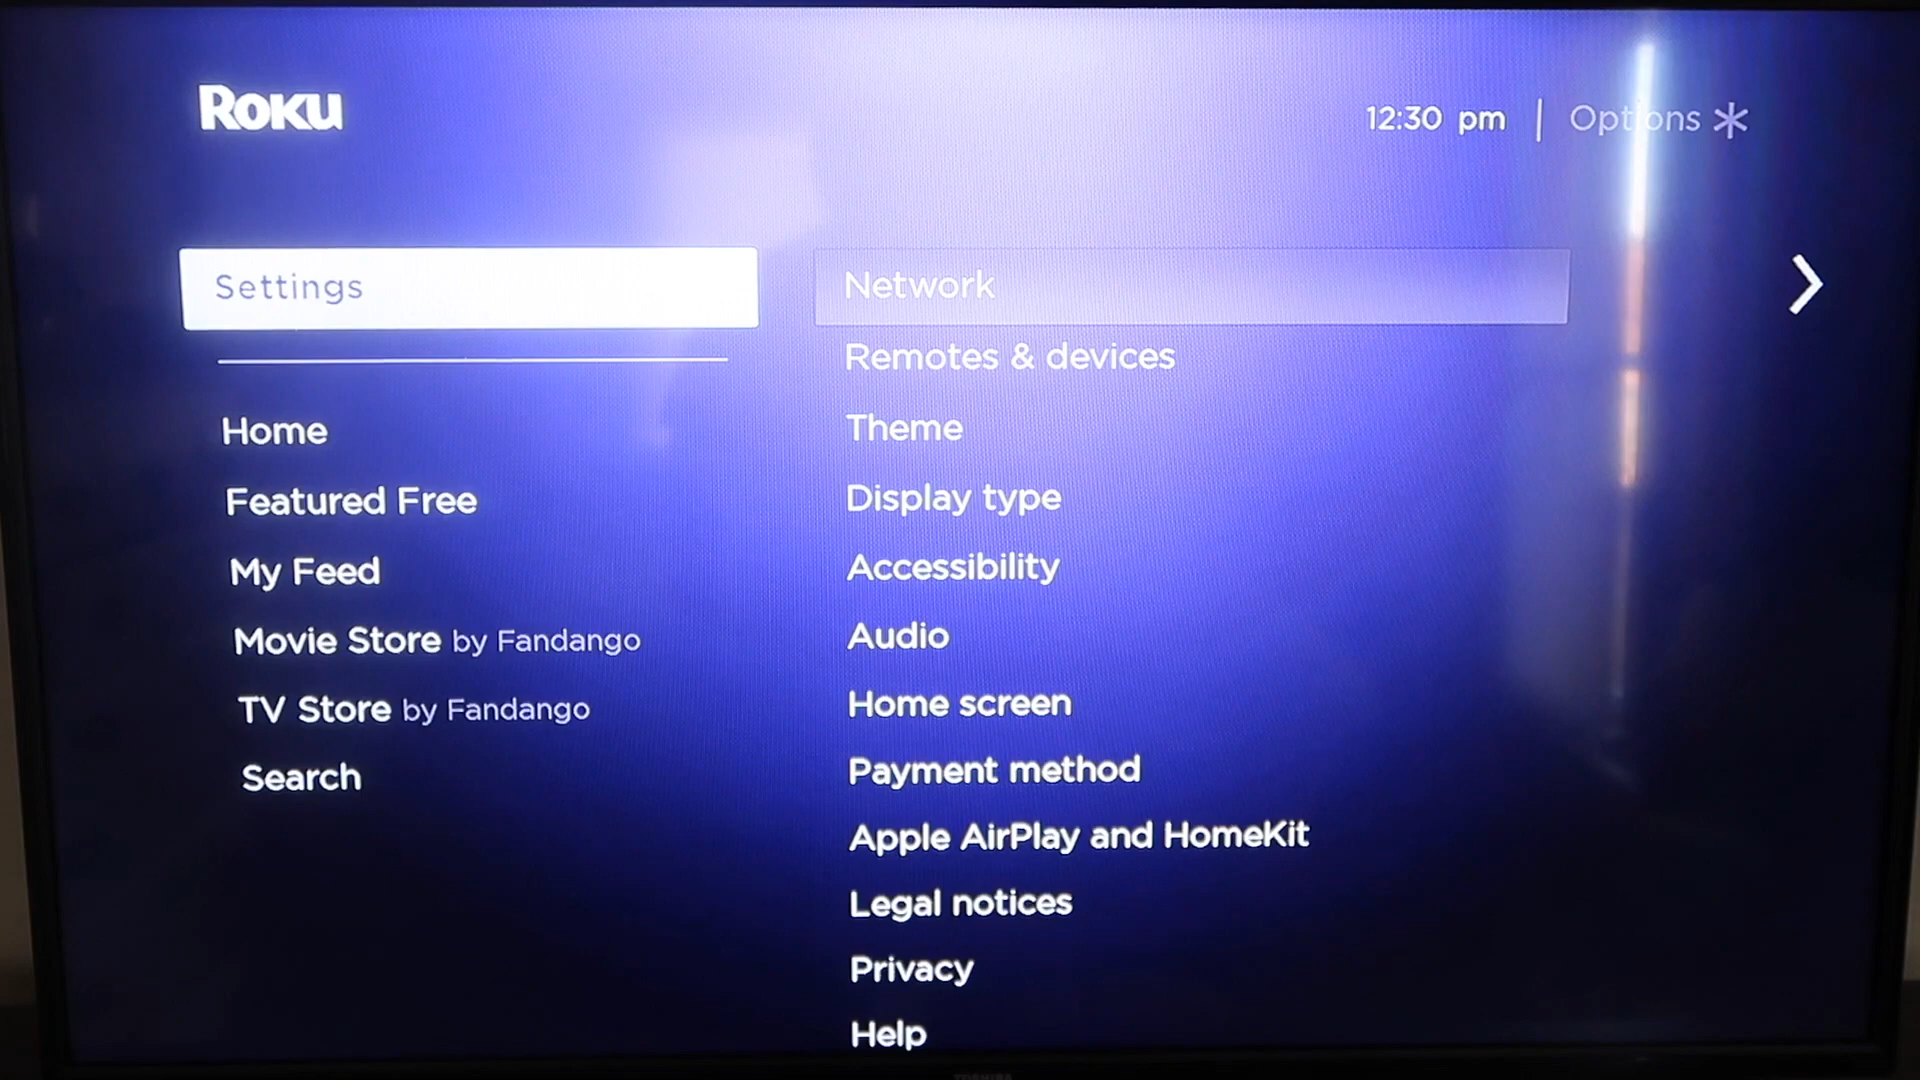 Roku
12:30 pm | Options *
Settings
Home
Featured Free
My Feed
Movie Store by Fandango
TV Store by Fandango
Search
Network
Remotes & devices
Theme
Display type
Accessibility
Audio
Home screen
Payment method
Apple AirPlay and HomeKit
Legal notices
Privacy
Help
TOSHIBA